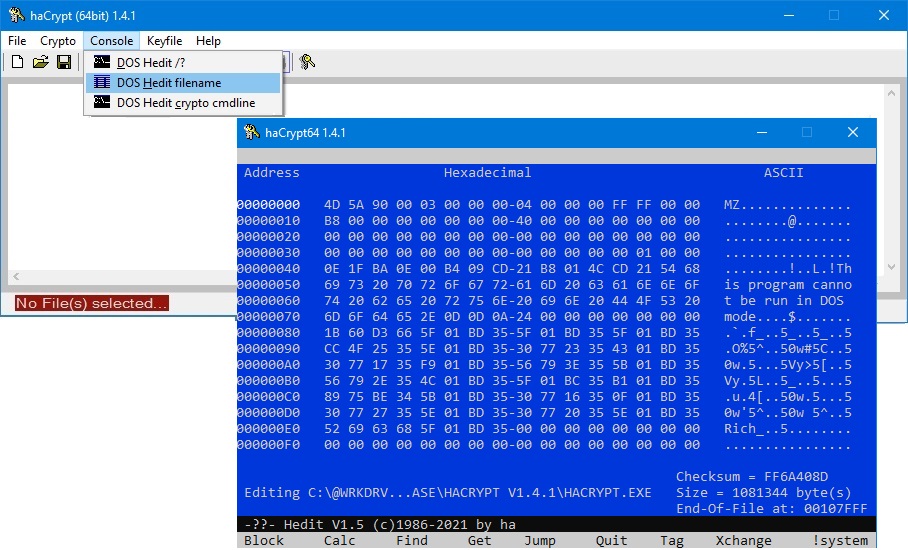 haCrypt (64bit) 1.4.1
File Crypto Console Keyfile Help
DOS Hedit /?
DOS Hedit filename
DOS Hedit crypto cmdline
No File(s) selected...
haCrypt64 1.4.1
Address Hexadecimal ASCII
00000000 4D 5A 90 00 03 00 00 00-04 00 00 00 FF FF 00 00 MZ..............
00000010 B8 00 00 00 00 00 00 00-40 00 00 00 00 00 00 00 ........@.......
00000020 00 00 00 00 00 00 00 00-00 00 00 00 00 00 00 00 ................
00000030 00 00 00 00 00 00 00 00-00 00 00 00 00 01 00 00 ................
00000040 0E 1F BA 0E 00 B4 09 CD-21 B8 01 4C CD 21 54 68 ........!..L.!Th
00000050 69 73 20 70 72 6F 67 72-61 6D 20 63 61 6E 6E 6F is program canno
00000060 74 20 62 65 20 72 75 6E-20 69 6E 20 44 4F 53 20 t be run in DOS
00000070 6D 6F 64 65 2E 0D 0D 0A-24 00 00 00 00 00 00 00 mode....$.......
00000080 1B 60 D3 66 5F 01 BD 35-5F 01 BD 35 5F 01 BD 35 .`.f_..5_..5_..5
00000090 CC 4F 25 35 5E 01 BD 35-30 77 23 35 43 01 BD 35 .O%5^..50w#5C..5
000000A0 30 77 17 35 F9 01 BD 35-56 79 3E 35 5B 01 BD 35 0w.5...5Vy>5[..5
000000B0 56 79 2E 35 4C 01 BD 35-5F 01 BC 35 B1 01 BD 35 Vy.5L..5_..5...5
000000C0 89 75 BE 34 5B 01 BD 35-30 77 16 35 0F 01 BD 35 .u.4[..50w.5...5
000000D0 30 77 27 35 5E 01 BD 35-30 77 20 35 5E 01 BD 35 0w'5^..50w 5^..5
000000E0 52 69 63 68 5F 01 BD 35-00 00 00 00 00 00 00 00 Rich_..5........
000000F0 00 00 00 00 00 00 00 00-00 00 00 00 00 00 00 00 ................
Checksum = FF6A408D
Editing C:\@WRKDRV...ASE\HACRYPT V1.4.1\HACRYPT.EXE Size = 1081344 byte(s)
End-Of-File at: 00107FFF
-??- Hedit V1.5 (c)1986-2021 by ha
Block Calc Find Get Jump Quit Tag Xchange !system